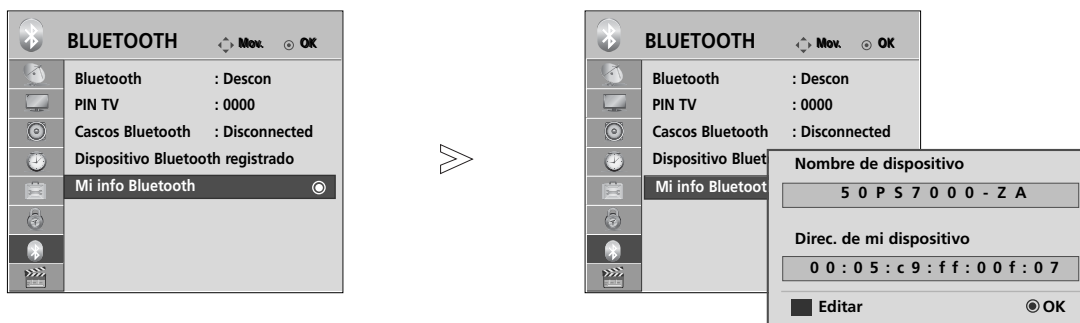 BLUETOOTH Mov. OK
Bluetooth : Descon
PIN TV : 0000
Cascos Bluetooth : Disconnected
Dispositivo Bluetooth registrado
Mi info Bluetooth
BLUETOOTH Mov. OK
Bluetooth : Descon
PIN TV : 0000
Cascos Bluetooth : Disconnected
Dispositivo Bluet
Mi info Bluetoot
Nombre de dispositivo
50PS7000-ZA
Direc. de mi dispositivo
00:05:c9:ff:00f:07
Editar OK